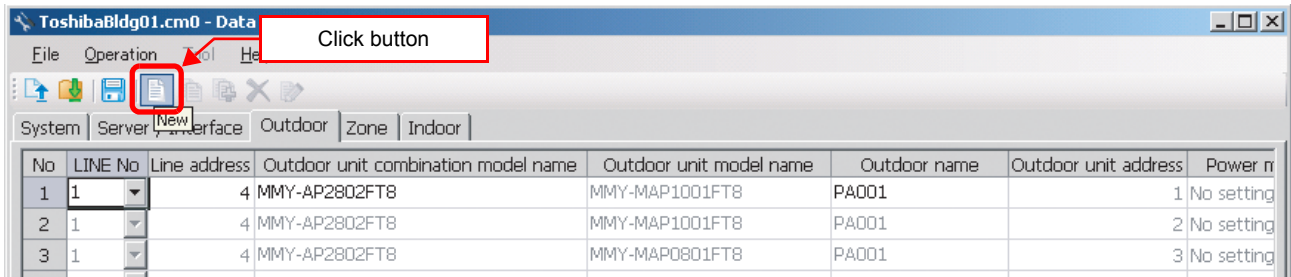 ToshibaBldg01.cm0 - Data
Click button
File Operation Tool
New
System Server / Interface Outdoor Zone Indoor
No LINE No Line address Outdoor unit combination model name Outdoor unit model name Outdoor name Outdoor unit address Power m
1 1 4 MMY-AP2802FT8 MMY-MAP1001FT8 PA001 1 No setting
2 1 4 MMY-AP2802FT8 MMY-MAP1001FT8 PA001 2 No setting
3 1 4 MMY-AP2802FT8 MMY-MAP0801FT8 PA001 3 No setting